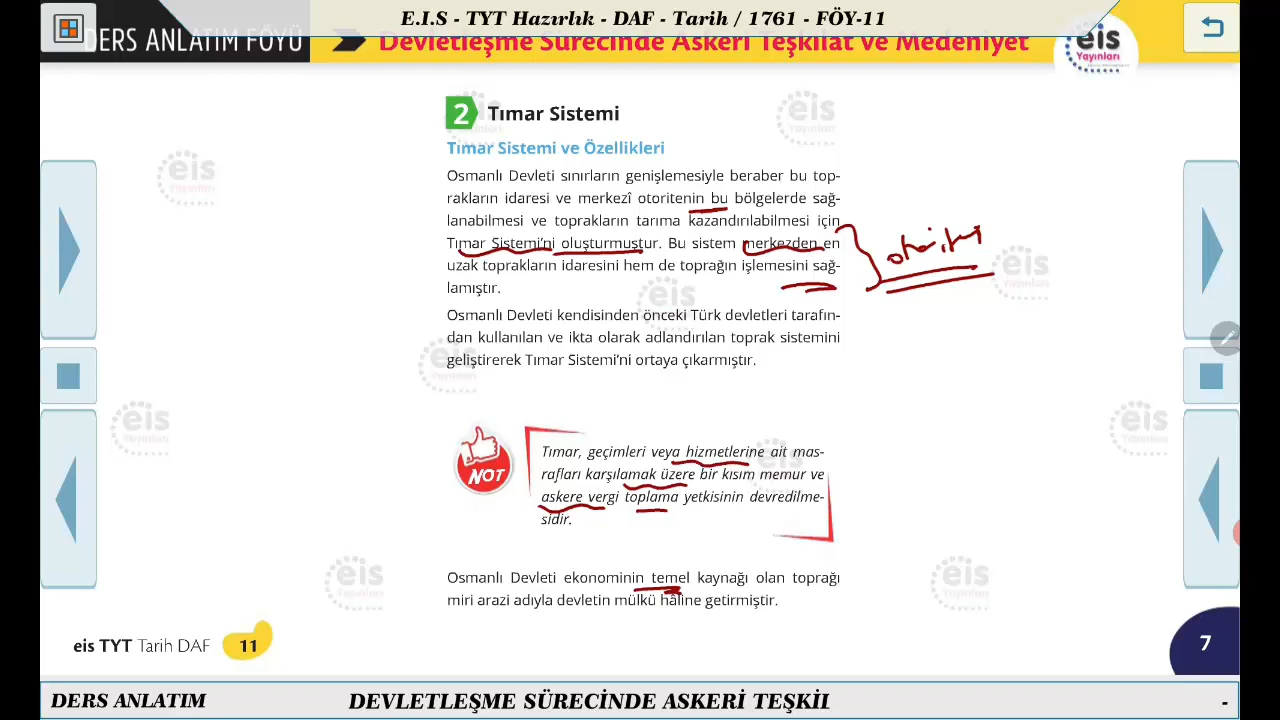 E.I.S - TYT Hazırlık - DAF - Tarih / 1761 - FÖY-11
DERS ANLATIM FÖYÜ
Devletleşme Sürecinde Askeri Teşkilat ve Medeniyet
eis
Yayınları
2 Tımar Sistemi
Tımar Sistemi ve Özellikleri
Osmanlı Devleti sınırların genişlemesiyle beraber bu top-
rakların idaresi ve merkezî otoritenin bu bölgelerde sağ-
lanabilmesi ve toprakların tarıma kazandırılabilmesi için
Tımar Sistemi’ni oluşturmuştur. Bu sistem merkezden en
uzak toprakların idaresini hem de toprağın işlemesini sağ-
lamıştır.
otorite
Osmanlı Devleti kendisinden önceki Türk devletleri tarafın-
dan kullanılan ve ikta olarak adlandırılan toprak sistemini
geliştirerek Tımar Sistemi’ni ortaya çıkarmıştır.
NOT
Tımar, geçimleri veya hizmetlerine ait mas-
rafları karşılamak üzere bir kısım memur ve
askere vergi toplama yetkisinin devredilme-
sidir.
Osmanlı Devleti ekonominin temel kaynağı olan toprağı
miri arazi adıyla devletin mülkü hâline getirmiştir.
eis TYT Tarih DAF 11
7
DERS ANLATIM DEVLETLEŞME SÜRECİNDE ASKERİ TEŞKİI -